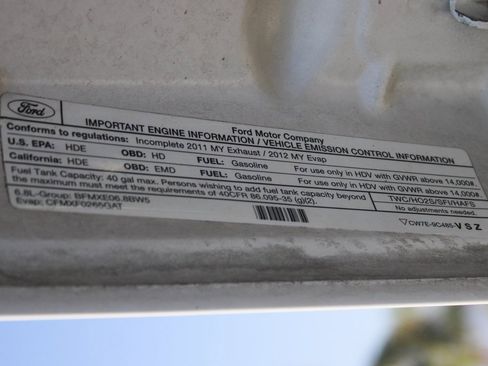 Ford
Ford Motor Company
IMPORTANT ENGINE INFORMATION / VEHICLE EMISSION CONTROL INFORMATION
Conforms to regulations: Incomplete 2011 MY Exhaust / 2012 MY Evap
U.S. EPA: HDE OBD: HD FUEL: Gasoline For use only in HDV with GVWR above 14,000#
California: HDE OBD: EMD FUEL: Gasoline For use only in HDV with GVWR above 14,000#
Fuel Tank Capacity: 40 gal max. Persons wishing to add fuel tank capacity beyond
the maximum must meet the requirements of 40CFR 86.095-35 (g)(2).
TWC/HO2S/SFI/HAFS
No adjustments needed.
6.8L-Group: BFMXE06.8BW5
Evap: CFMXF0265GAT
CW7E-9C485- VSZ